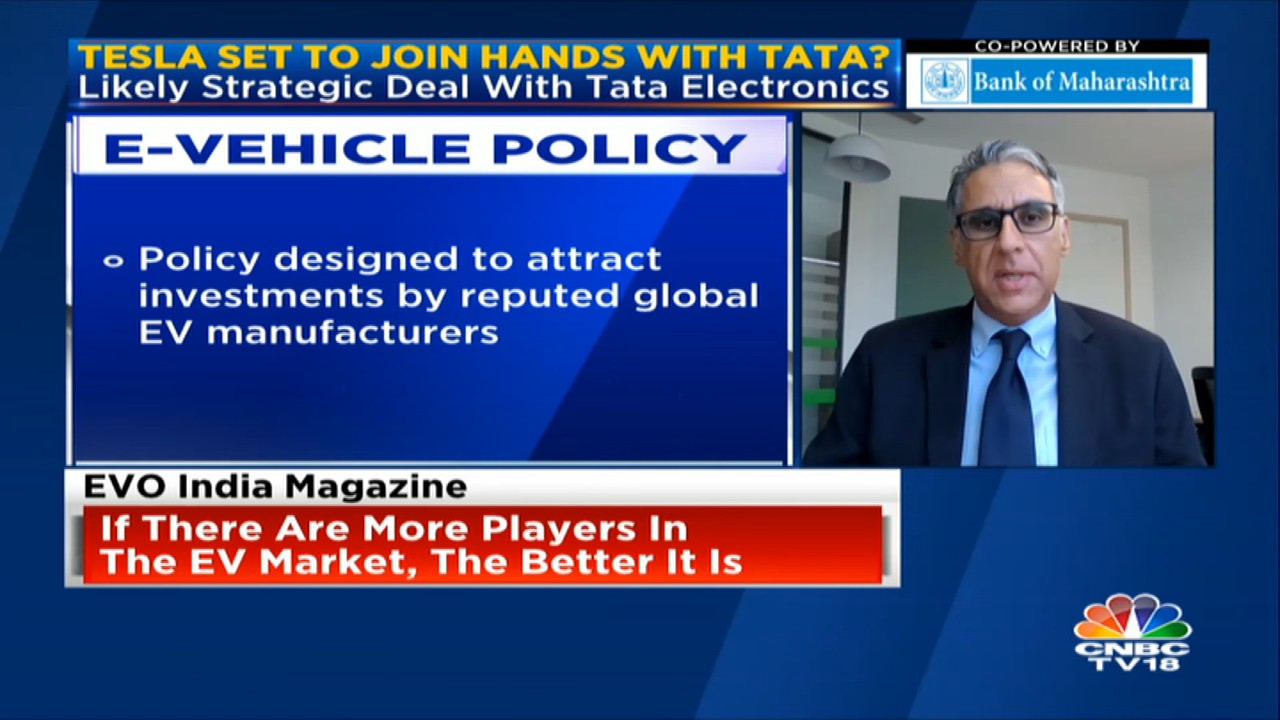 TESLA SET TO JOIN HANDS WITH TATA?
Likely Strategic Deal With Tata Electronics
CO-POWERED BY
Bank of Maharashtra
E-VEHICLE POLICY
Policy designed to attract
investments by reputed global
EV manufacturers
EVO India Magazine
If There Are More Players In
The EV Market, The Better It Is
CNBC
TV18